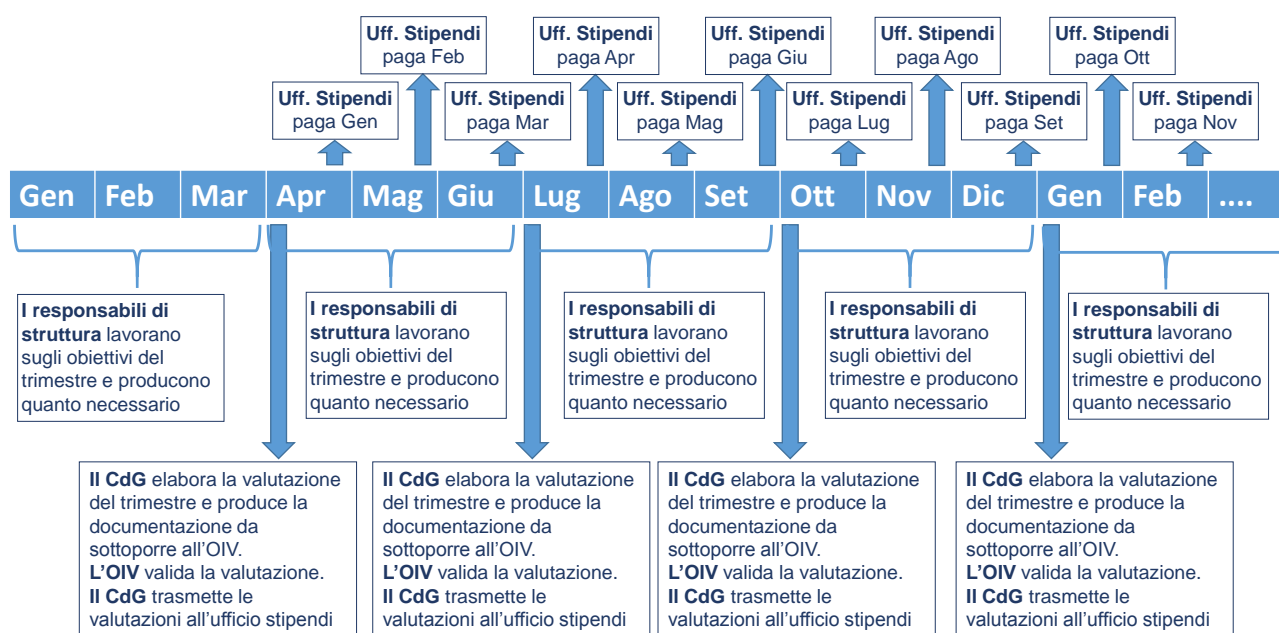 Uff. Stipendi
paga Feb
Uff. Stipendi
paga Apr
Uff. Stipendi
paga Giu
Uff. Stipendi
paga Ago
Uff. Stipendi
paga Ott
Uff. Stipendi
paga Gen
Uff. Stipendi
paga Mar
Uff. Stipendi
paga Mag
Uff. Stipendi
paga Lug
Uff. Stipendi
paga Set
Uff. Stipendi
paga Nov
Gen Feb Mar Apr Mag Giu Lug Ago Set Ott Nov Dic Gen Feb ....
I responsabili di
struttura lavorano
sugli obiettivi del
trimestre e producono
quanto necessario
I responsabili di
struttura lavorano
sugli obiettivi del
trimestre e producono
quanto necessario
I responsabili di
struttura lavorano
sugli obiettivi del
trimestre e producono
quanto necessario
I responsabili di
struttura lavorano
sugli obiettivi del
trimestre e producono
quanto necessario
I responsabili di
struttura lavorano
sugli obiettivi del
trimestre e producono
quanto necessario
Il CdG elabora la valutazione
del trimestre e produce la
documentazione da
sottoporre all'OIV.
L'OIV valida la valutazione.
Il CdG trasmette le
valutazioni all'ufficio stipendi
Il CdG elabora la valutazione
del trimestre e produce la
documentazione da
sottoporre all'OIV.
L'OIV valida la valutazione.
Il CdG trasmette le
valutazioni all'ufficio stipendi
Il CdG elabora la valutazione
del trimestre e produce la
documentazione da
sottoporre all'OIV.
L'OIV valida la valutazione.
Il CdG trasmette le
valutazioni all'ufficio stipendi
Il CdG elabora la valutazione
del trimestre e produce la
documentazione da
sottoporre all'OIV.
L'OIV valida la valutazione.
Il CdG trasmette le
valutazioni all'ufficio stipendi